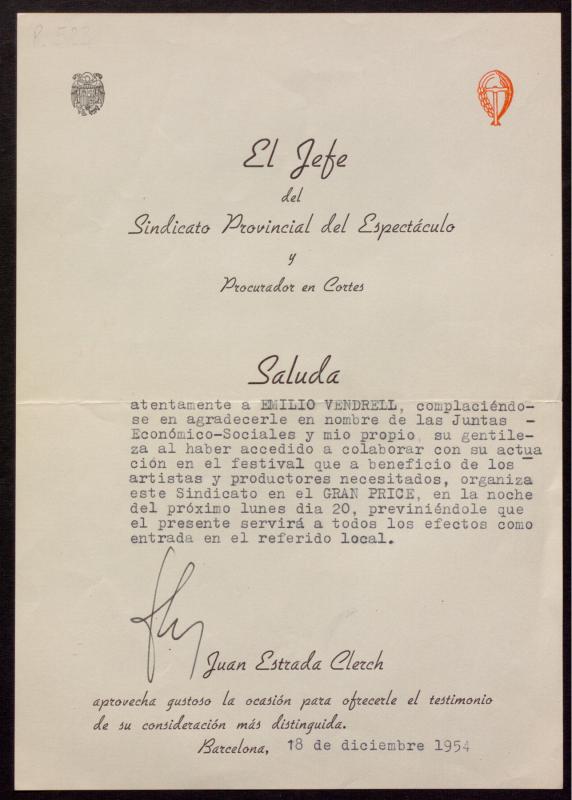 R. 522
El Jefe
del
Sindicato Provincial del Espectáculo
y
Procurador en Cortes
Saluda
atentamente a EMILIO VENDRELL, complaciéndo-
se en agradecerle en nombre de las Juntas -
Económico-Sociales y mio propio, su gentile-
za al haber accedido a colaborar con su actua
ción en el festival que a beneficio de los
artistas y productores necesitados, organiza
este Sindicato en el GRAN PRICE, en la noche
del próximo lunes dia 20, previniéndole que
el presente servirá a todos los efectos como
entrada en el referido local.
Juan Estrada Clerch
aprovecha gustoso la ocasión para ofrecerle el testimonio
de su consideración más distinguida.
Barcelona, 18 de diciembre 1954